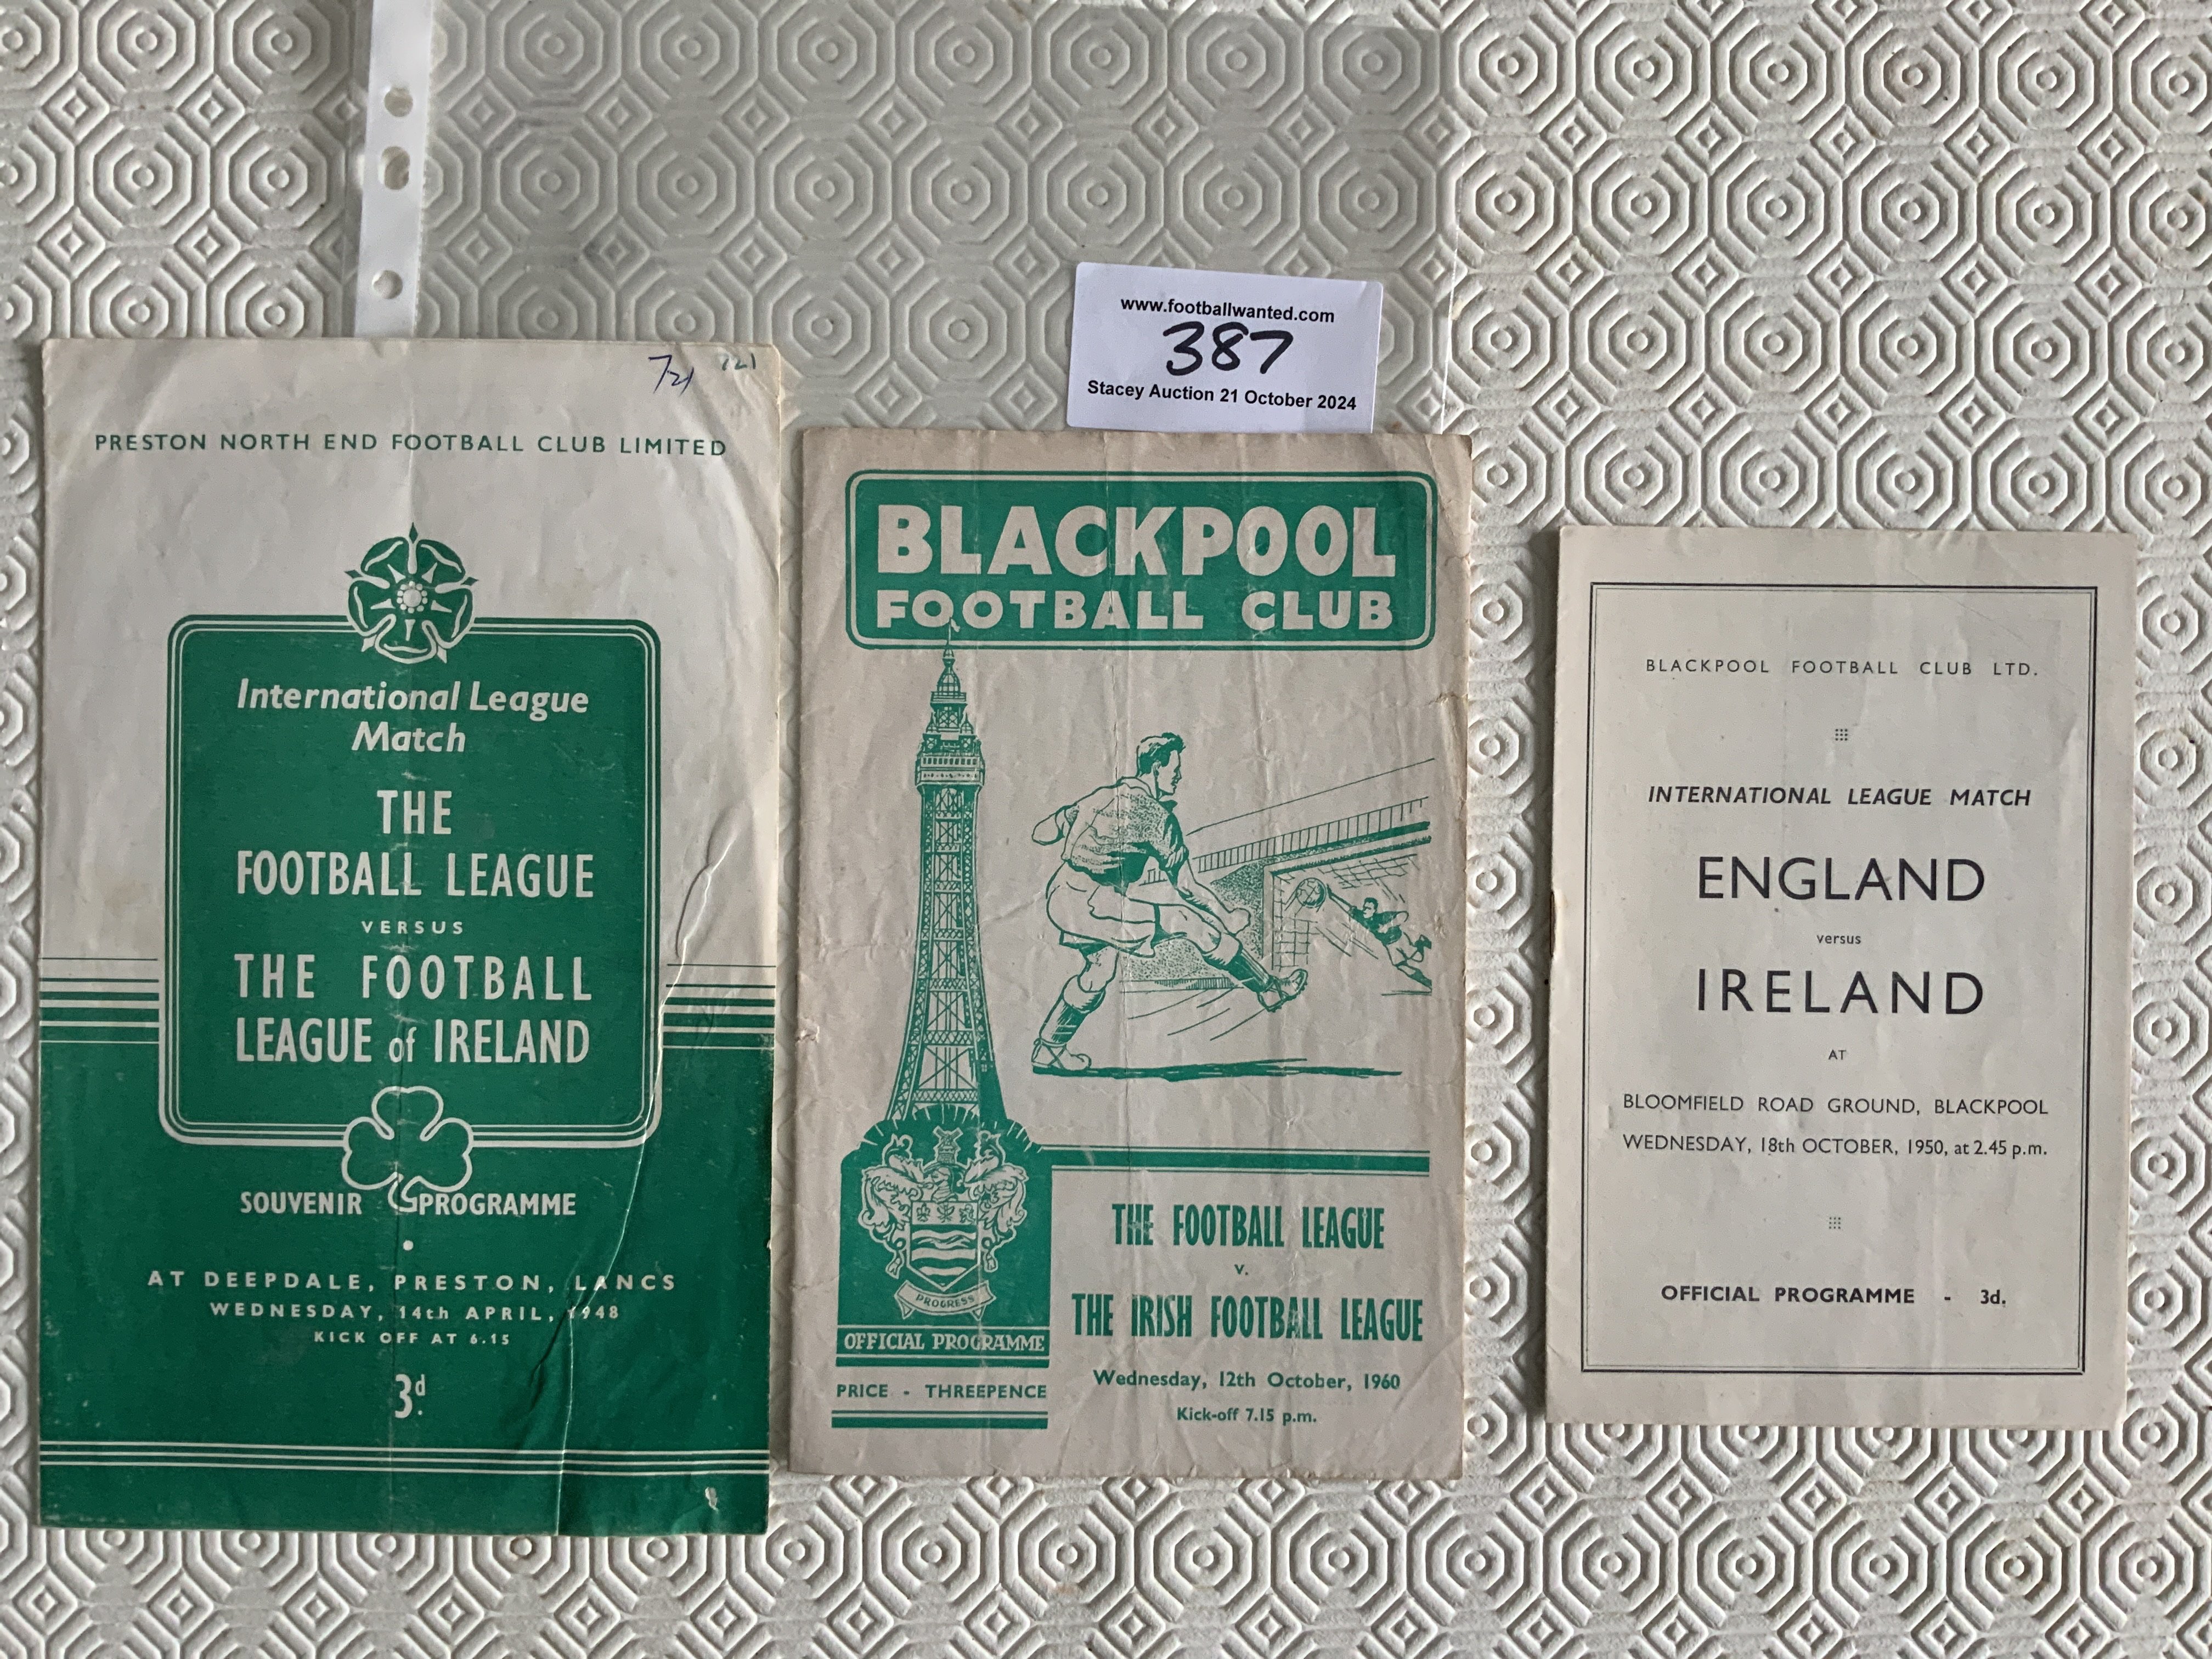 www.footballwanted.com
387
Stacey Auction 21 October 2024
721
721
PRESTON NORTH END FOOTBALL CLUB LIMITED
International League
Match
THE
FOOTBALL LEAGUE
VERSUS
THE FOOTBALL
LEAGUE of IRELAND
SOUVENIR PROGRAMME
AT DEEPDALE, PRESTON, LANCS
WEDNESDAY, 14th APRIL, 1948
KICK OFF AT 6.15
3d.
BLACKPOOL
FOOTBALL CLUB
PROGRESS
OFFICIAL PROGRAMME
PRICE - THREEPENCE
THE FOOTBALL LEAGUE
v.
THE IRISH FOOTBALL LEAGUE
Wednesday, 12th October, 1960
Kick-off 7.15 p.m.
BLACKPOOL FOOTBALL CLUB LTD.
INTERNATIONAL LEAGUE MATCH
ENGLAND
versus
IRELAND
AT
BLOOMFIELD ROAD GROUND, BLACKPOOL
WEDNESDAY, 18th OCTOBER, 1950, at 2.45 p.m.
OFFICIAL PROGRAMME - 3d.